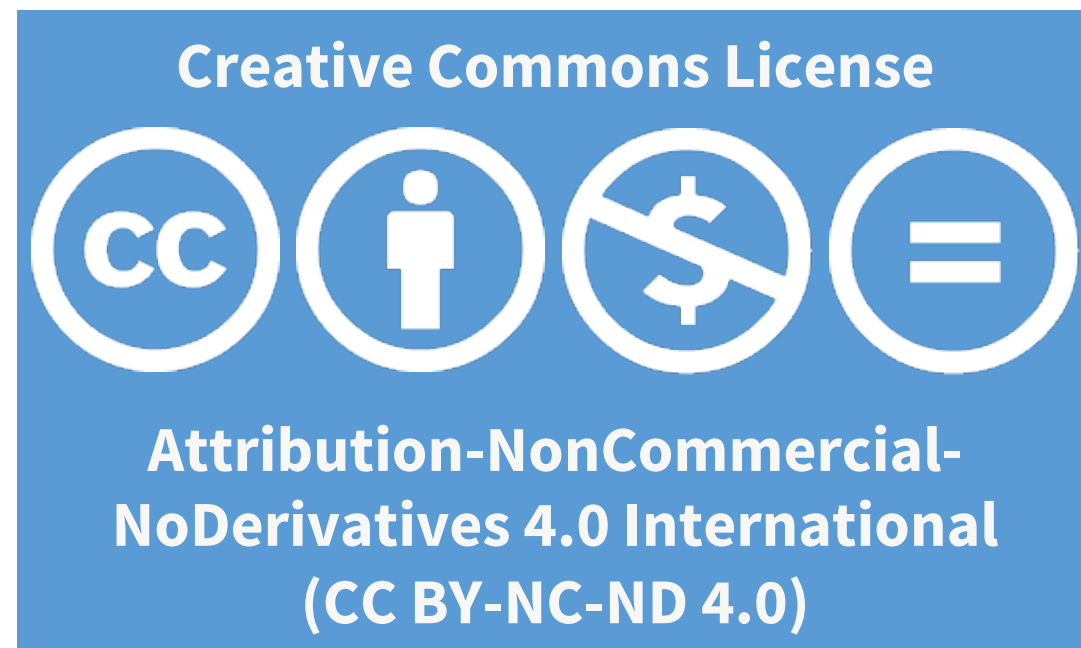 Creative Commons License
cc
$
=
Attribution-NonCommercial-
NoDerivatives 4.0 International
(CC BY-NC-ND 4.0)